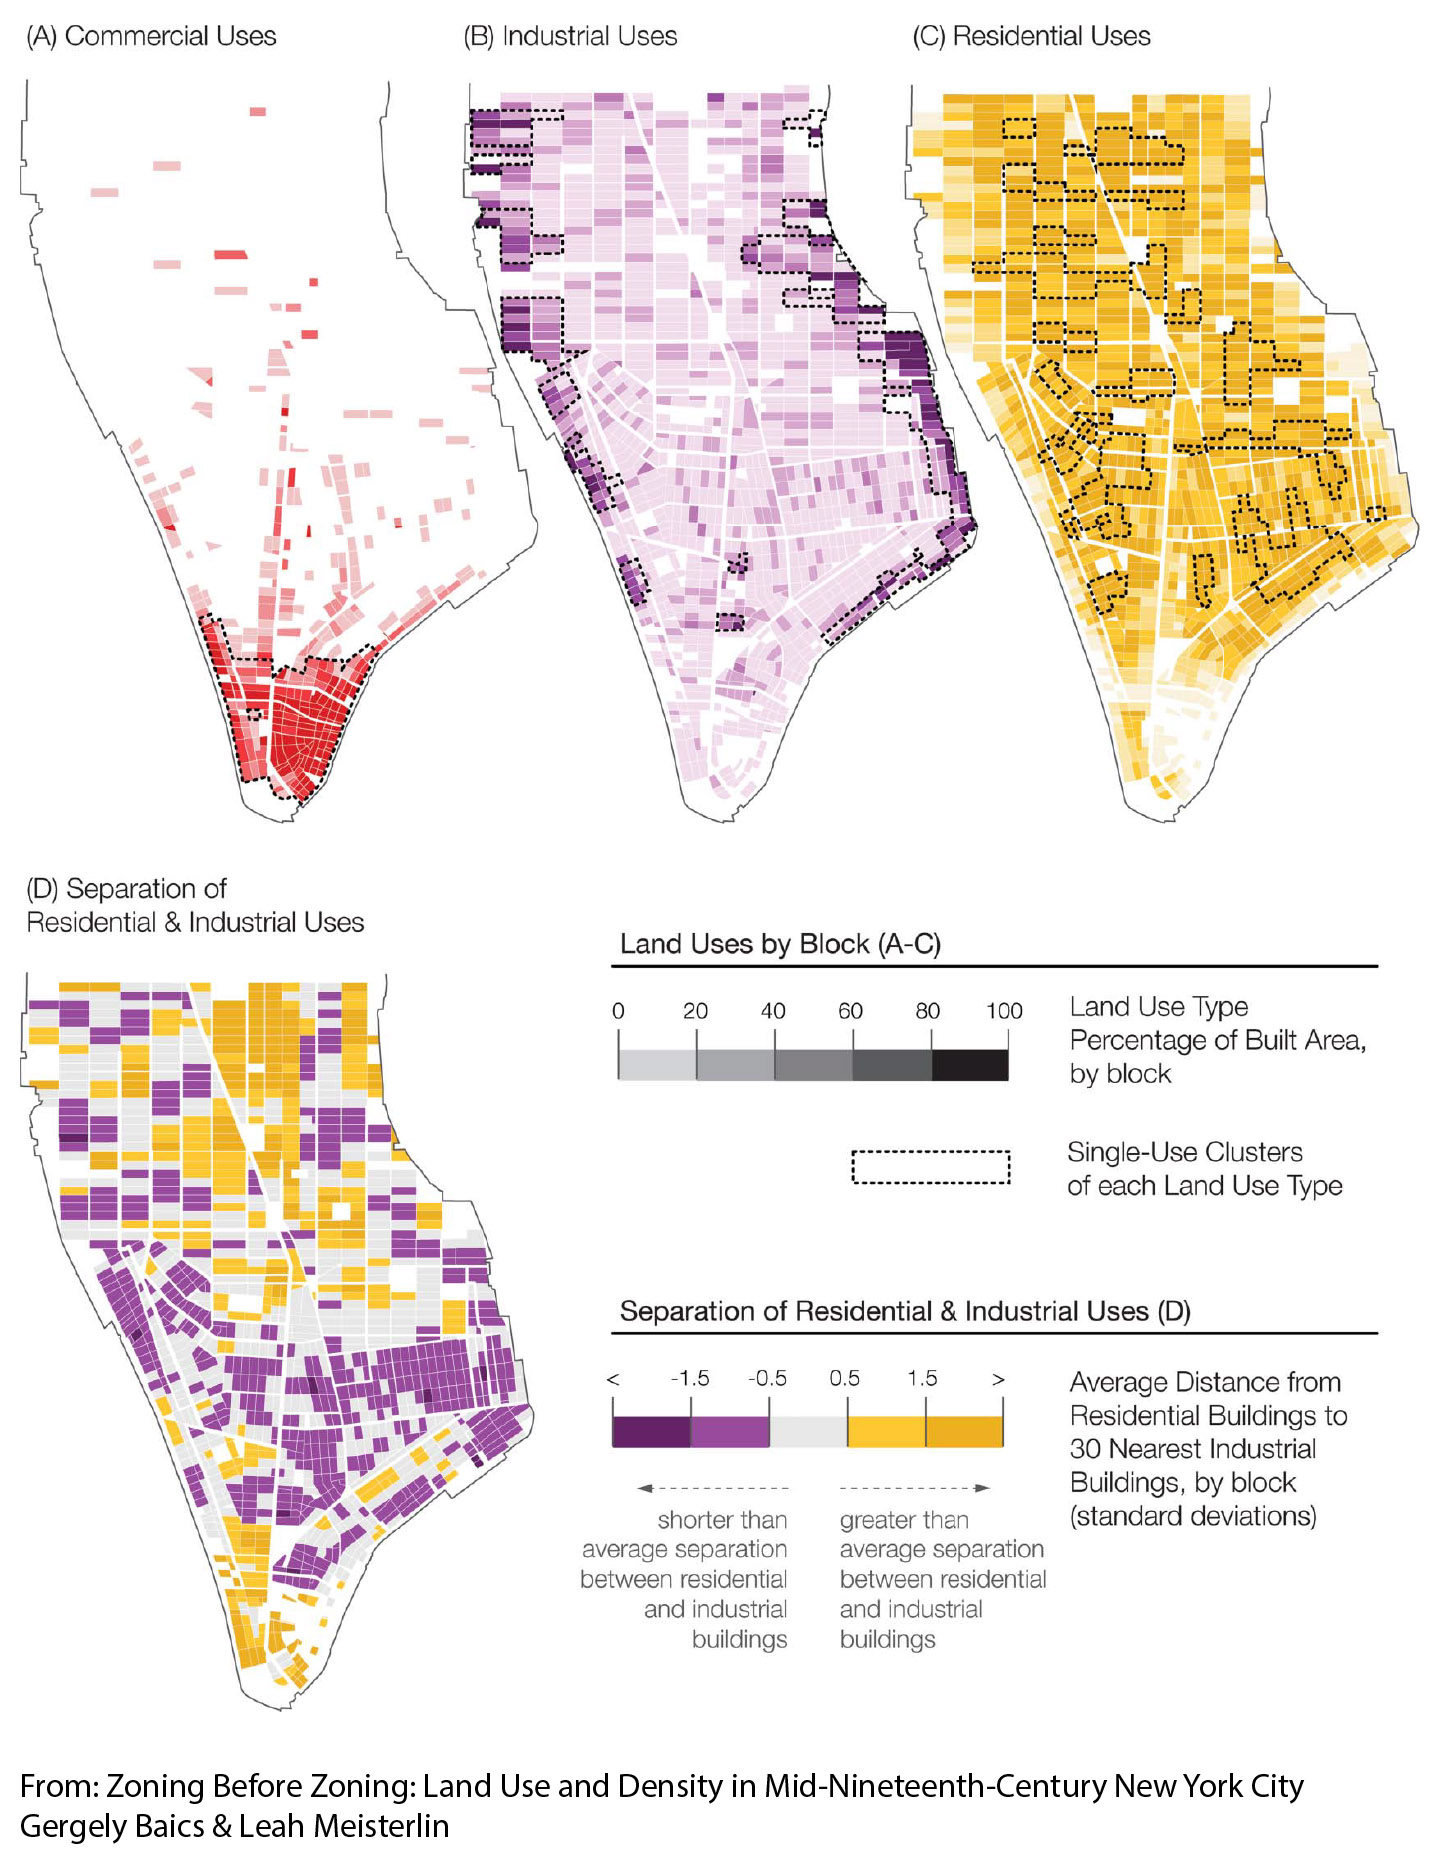 (A) Commercial Uses
(B) Industrial Uses
(C) Residential Uses
(D) Separation of
Residential & Industrial Uses
Land Uses by Block (A-C)
0 20 40 60 80 100
Land Use Type
Percentage of Built Area,
by block
Single-Use Clusters
of each Land Use Type
Separation of Residential & Industrial Uses (D)
< -1.5 -0.5 0.5 1.5 >
Average Distance from
Residential Buildings to
30 Nearest Industrial
Buildings, by block
(standard deviations)
shorter than
average separation
between residential
and industrial
buildings
greater than
average separation
between residential
and industrial
buildings
From: Zoning Before Zoning: Land Use and Density in Mid-Nineteenth-Century New York City
Gergely Baics & Leah Meisterlin